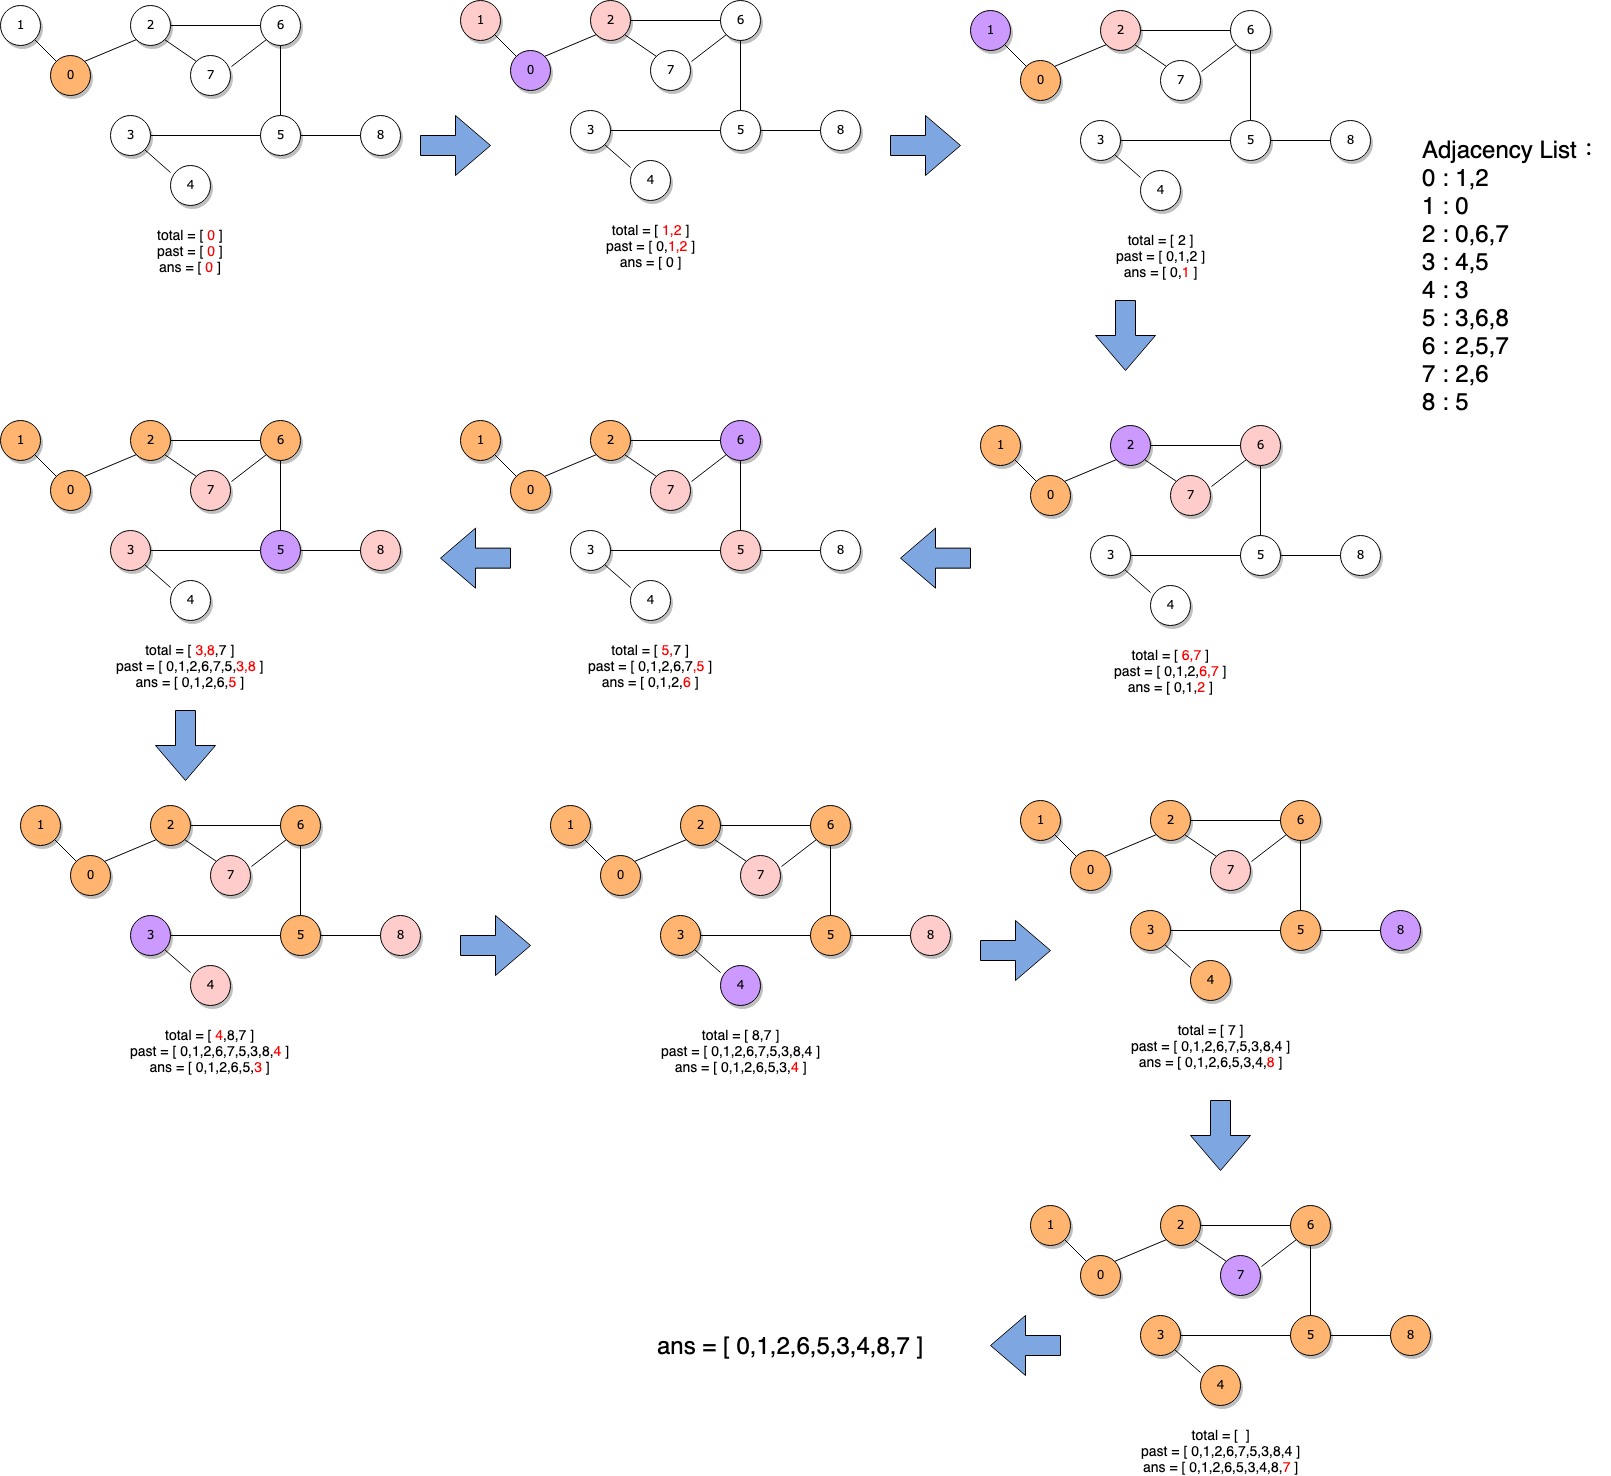 1
2
6
0
7
3
5
8
4
total = [ 0 ]
past = [ 0 ]
ans = [ 0 ]
1
2
6
0
7
3
5
8
4
total = [ 1,2 ]
past = [ 0,1,2 ]
ans = [ 0 ]
1
2
6
0
7
3
5
8
4
total = [ 2 ]
past = [ 0,1,2 ]
ans = [ 0,1 ]
Adjacency List：
0 : 1,2
1 : 0
2 : 0,6,7
3 : 4,5
4 : 3
5 : 3,6,8
6 : 2,5,7
7 : 2,6
8 : 5
1
2
6
0
7
3
5
8
4
total = [ 6,7 ]
past = [ 0,1,2,6,7 ]
ans = [ 0,1,2 ]
1
2
6
0
7
3
5
8
4
total = [ 5,7 ]
past = [ 0,1,2,6,7,5 ]
ans = [ 0,1,2,6 ]
1
2
6
0
7
3
5
8
4
total = [ 3,8,7 ]
past = [ 0,1,2,6,7,5,3,8 ]
ans = [ 0,1,2,6,5 ]
1
2
6
0
7
3
5
8
4
total = [ 4,8,7 ]
past = [ 0,1,2,6,7,5,3,8,4 ]
ans = [ 0,1,2,6,5,3 ]
1
2
6
0
7
3
5
8
4
total = [ 8,7 ]
past = [ 0,1,2,6,7,5,3,8,4 ]
ans = [ 0,1,2,6,5,3,4 ]
1
2
6
0
7
3
5
8
4
total = [ 7 ]
past = [ 0,1,2,6,7,5,3,8,4 ]
ans = [ 0,1,2,6,5,3,4,8 ]
1
2
6
0
7
3
5
8
4
total = [  ]
past = [ 0,1,2,6,7,5,3,8,4 ]
ans = [ 0,1,2,6,5,3,4,8,7 ]
ans = [ 0,1,2,6,5,3,4,8,7 ]